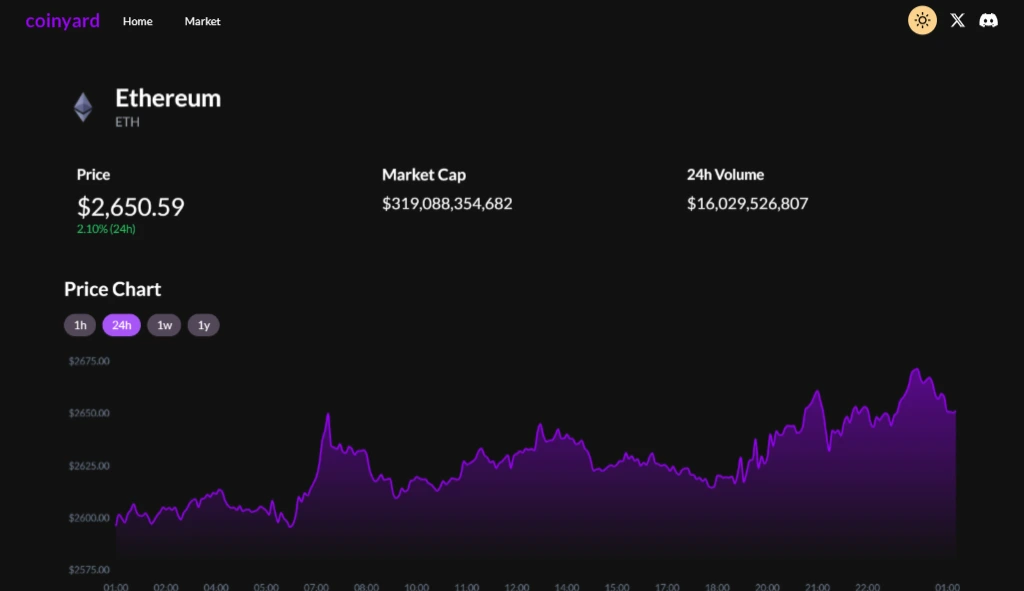 coinyard Home Market
Ethereum
ETH
Price Market Cap 24h Volume
$2,650.59 $319,088,354,682 $16,029,526,807
2.10% (24h)
Price Chart
1h 24h 1w 1y
$2675.00
$2650.00
$2625.00
$2600.00
$2575.00
01:00 02:00 04:00 05:00 07:00 08:00 10:00 11:00 12:00 14:00 15:00 17:00 18:00 20:00 21:00 22:00 01:00